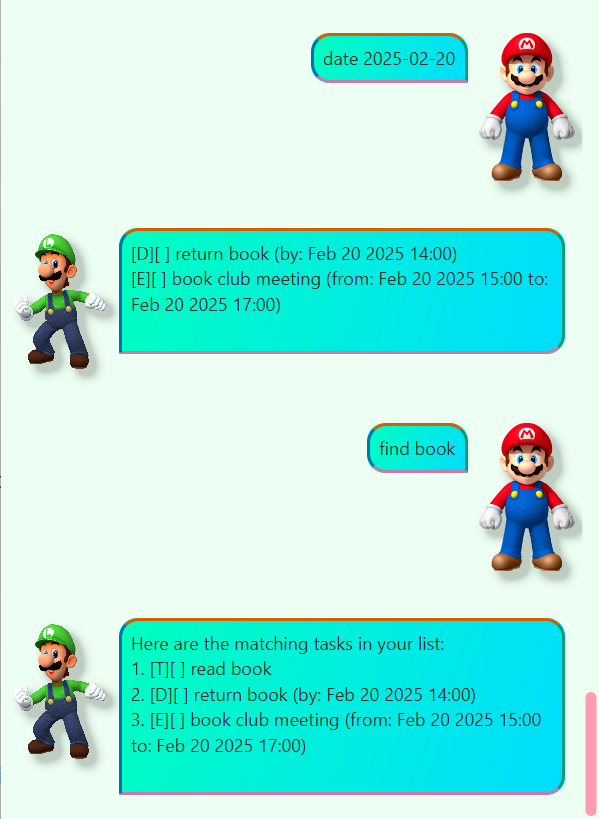 date 2025-02-20
[D][ ] return book (by: Feb 20 2025 14:00)
[E][ ] book club meeting (from: Feb 20 2025 15:00 to:
Feb 20 2025 17:00)
find book
Here are the matching tasks in your list:
1. [T][ ] read book
2. [D][ ] return book (by: Feb 20 2025 14:00)
3. [E][ ] book club meeting (from: Feb 20 2025 15:00
to: Feb 20 2025 17:00)